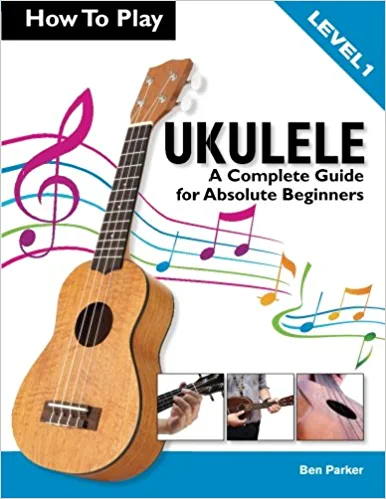 How To Play
LEVEL 1
UKULELE
A Complete Guide
for Absolute Beginners
Ben Parker